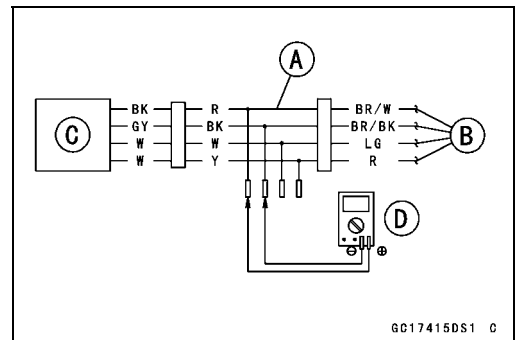 A
BK R BR/W
GY BK BR/BK
C B
W W LG
W Y R
D
⊖ ⊕
GC17415DS1 C